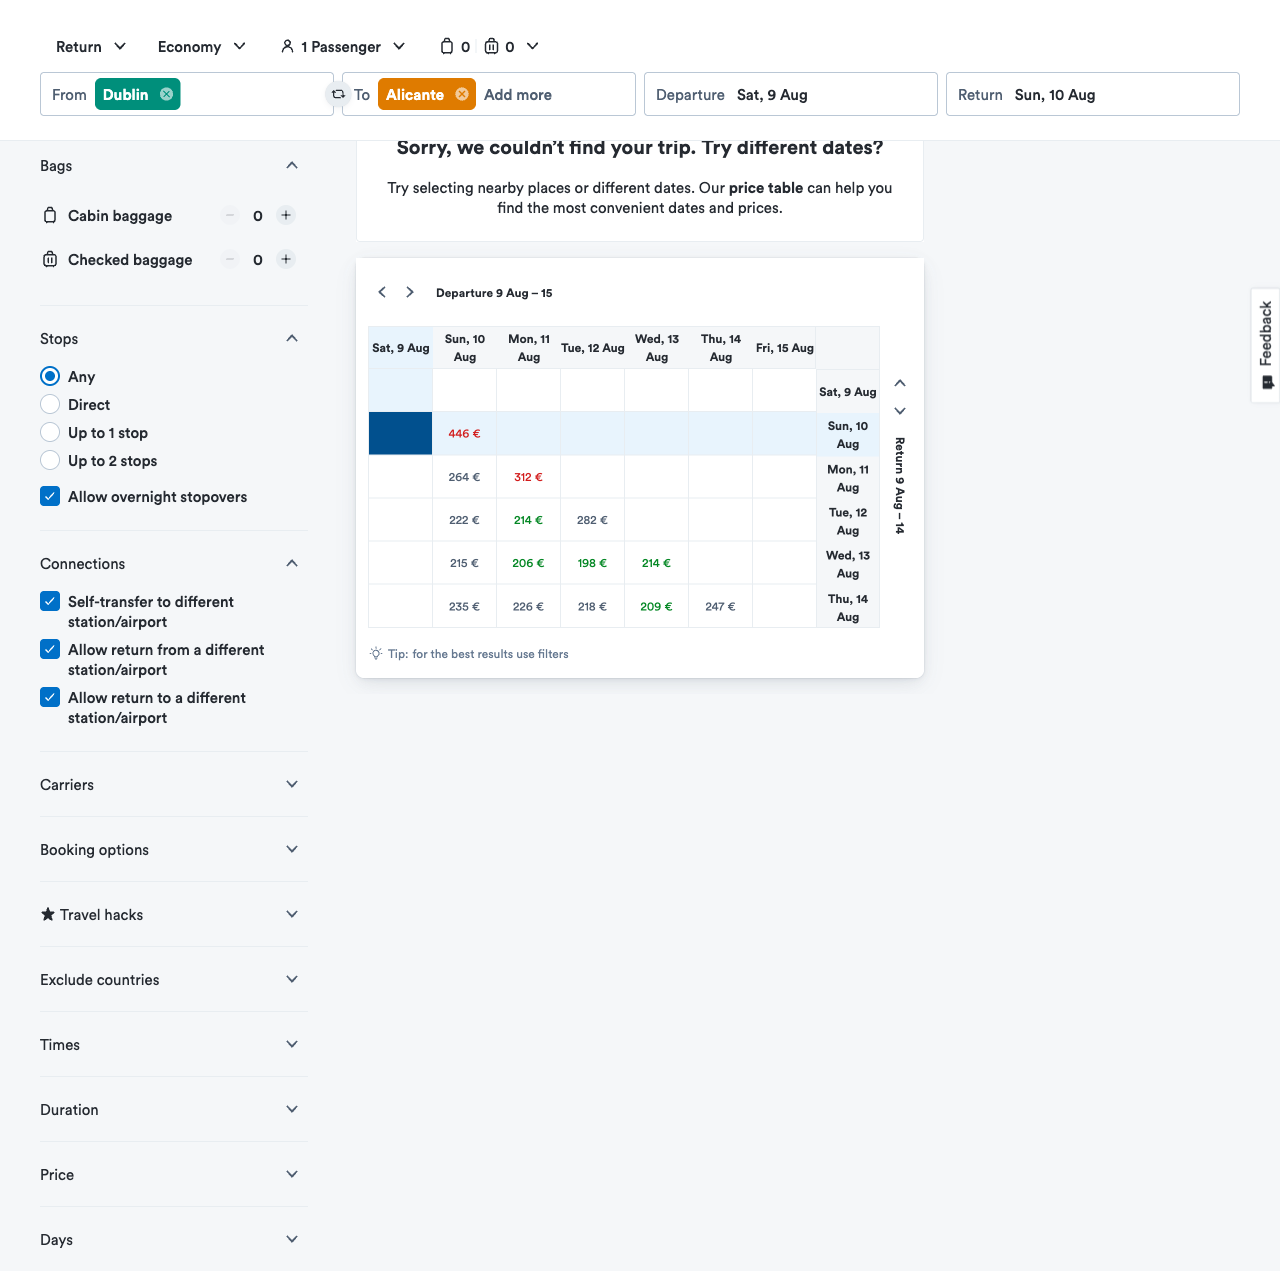 Return Economy 1 Passenger 0 0
From Dublin To Alicante Add more Departure Sat, 9 Aug Return Sun, 10 Aug
Bags
Cabin baggage 0
Checked baggage 0
Stops
Any
Direct
Up to 1 stop
Up to 2 stops
Allow overnight stopovers
Connections
Self-transfer to different
station/airport
Allow return from a different
station/airport
Allow return to a different
station/airport
Carriers
Booking options
Travel hacks
Exclude countries
Times
Duration
Price
Days
Sorry, we couldn't find your trip. Try different dates?
Try selecting nearby places or different dates. Our price table can help you
find the most convenient dates and prices.
Departure 9 Aug – 15
Sat, 9 Aug Sun, 10 Aug Mon, 11 Aug Tue, 12 Aug Wed, 13 Aug Thu, 14 Aug Fri, 15 Aug
Sat, 9 Aug
446 € Sun, 10 Aug
264 € 312 € Mon, 11 Aug
222 € 214 € 282 € Tue, 12 Aug
215 € 206 € 198 € 214 € Wed, 13 Aug
235 € 226 € 218 € 209 € 247 € Thu, 14 Aug
Return 9 Aug – 14
Tip: for the best results use filters
Feedback